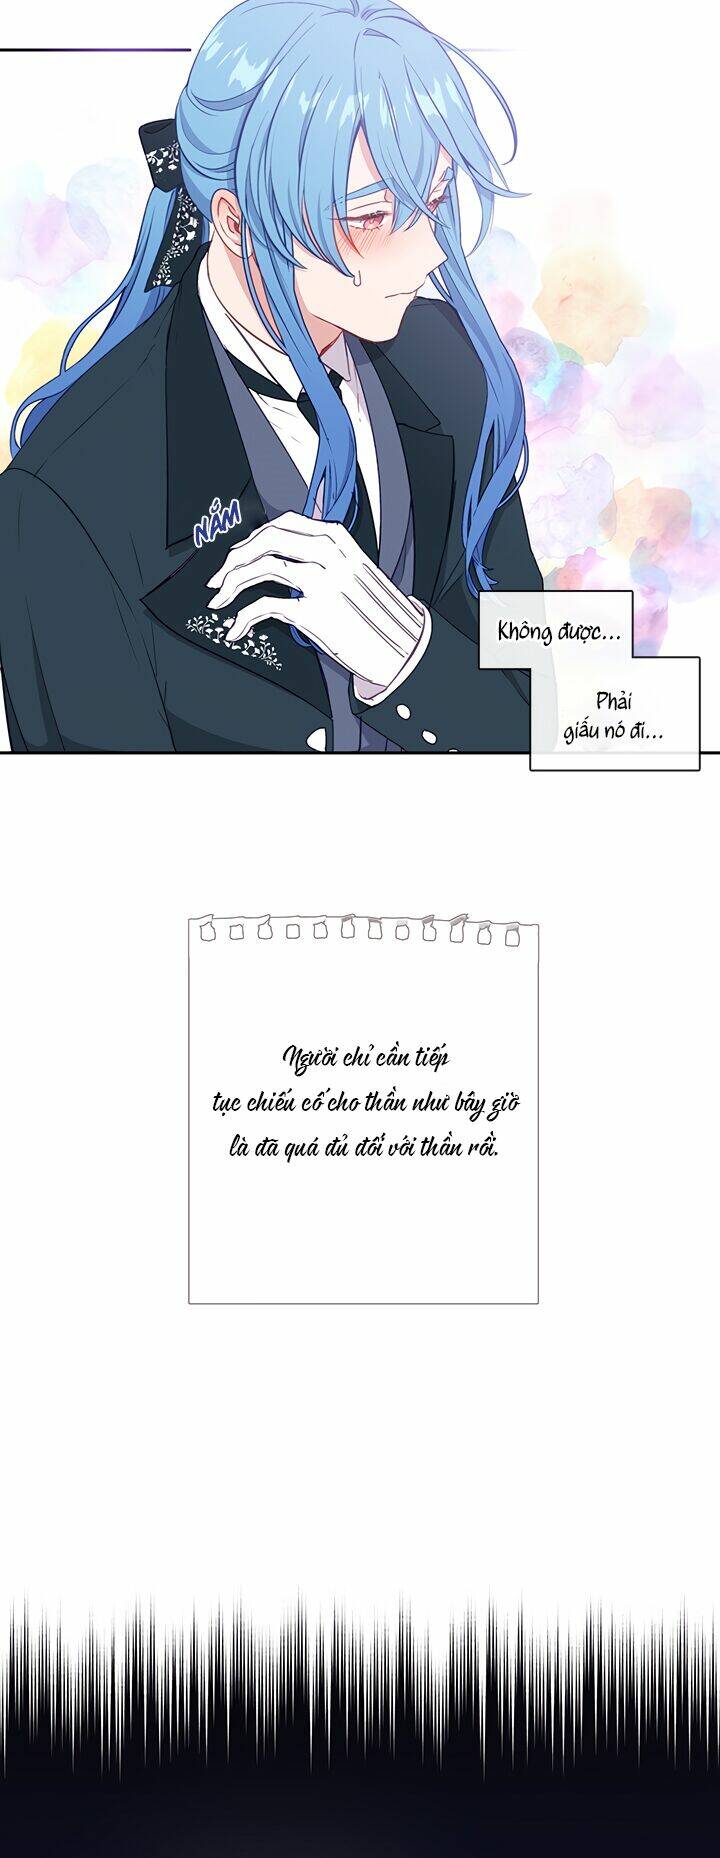 NẮM
Không được...
Phải
giấu nó đi...
Người chỉ cần tiếp
tục chiếu cố cho thần như bây giờ
là đã quá đủ đối với thần rồi.